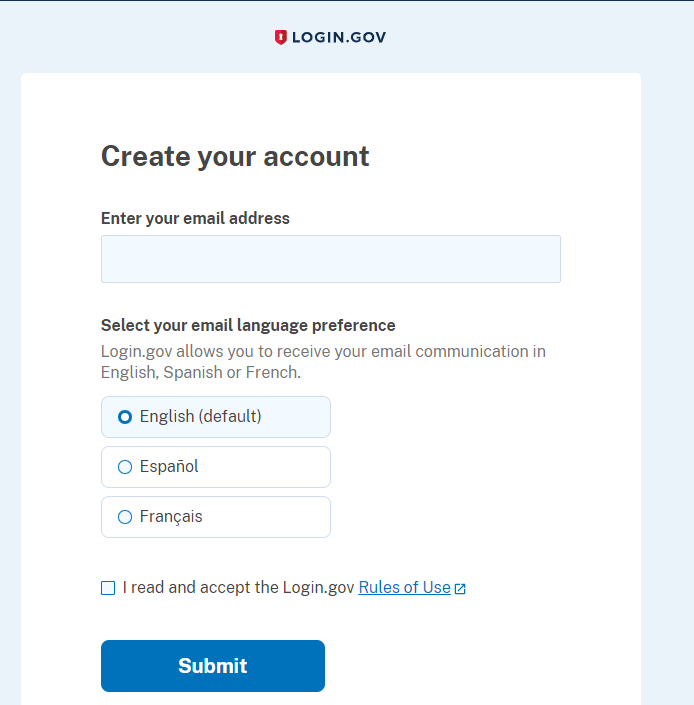 LOGIN.GOV
Create your account
Enter your email address
Select your email language preference
Login.gov allows you to receive your email communication in
English, Spanish or French.
English (default)
Español
Français
I read and accept the Login.gov Rules of Use
Submit